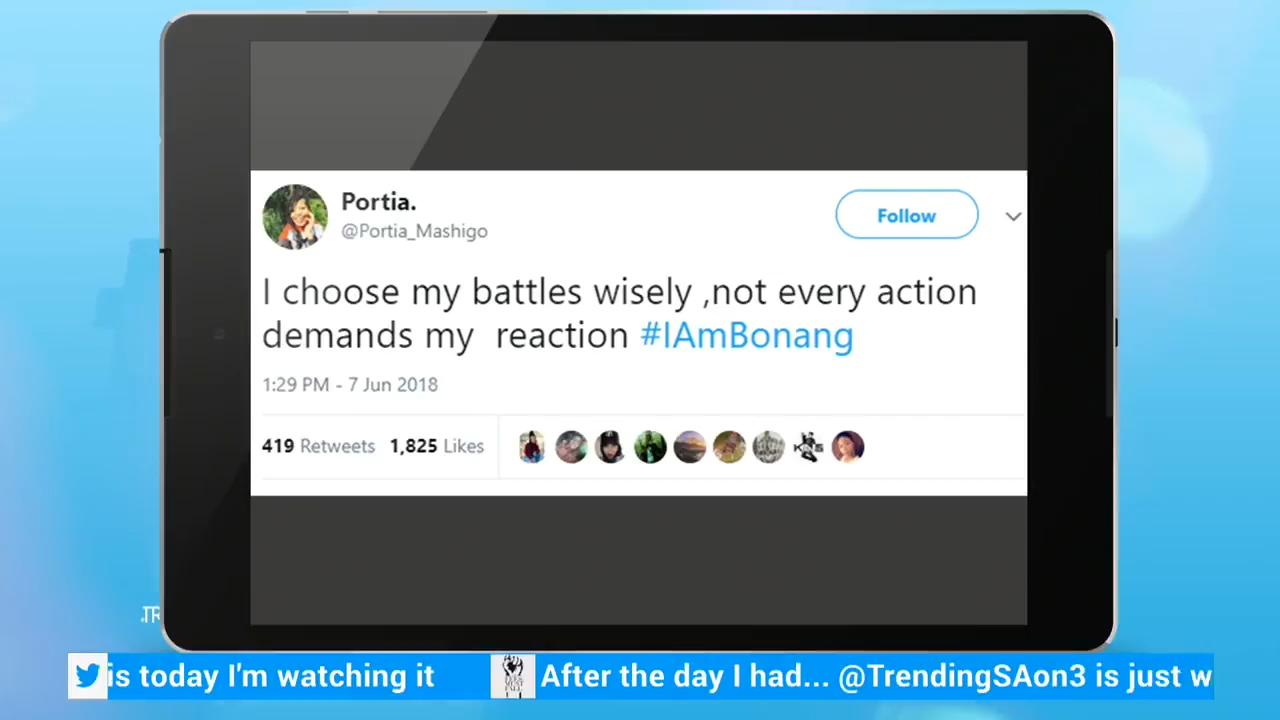 Portia.
@Portia_Mashigo
Follow
I choose my battles wisely ,not every action
demands my reaction #IAmBonang
1:29 PM - 7 Jun 2018
419 Retweets 1,825 Likes
.TR
is today I'm watching it
After the day I had... @TrendingSAon3 is just w